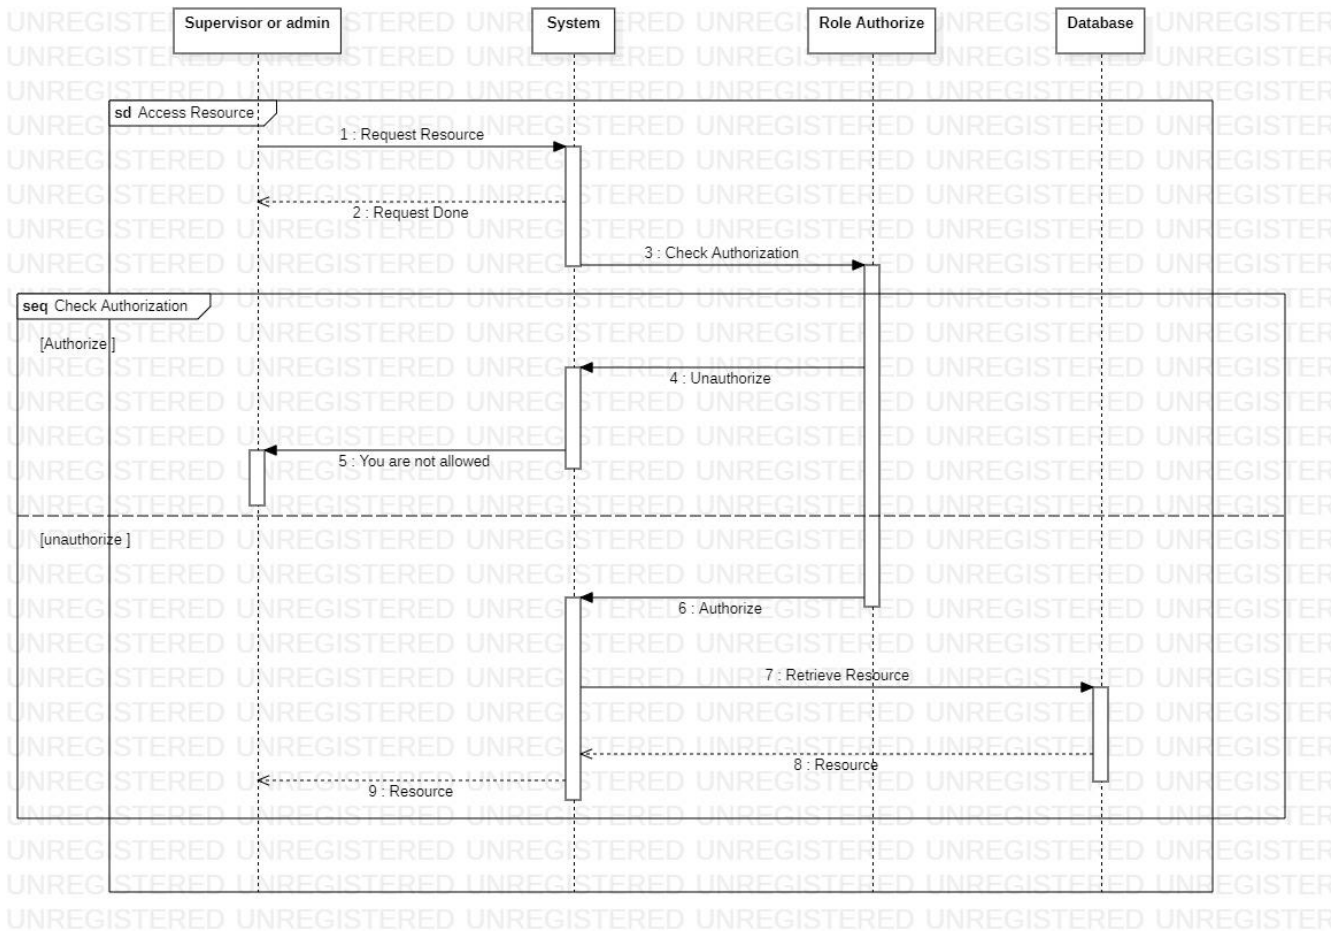 Supervisor or admin
System
Role Authorize
Database
sd Access Resource
1 : Request Resource
2 : Request Done
3 : Check Authorization
seq Check Authorization
[Authorize ]
4 : Unauthorize
5 : You are not allowed
[unauthorize ]
6 : Authorize
7 : Retrieve Resource
8 : Resource
9 : Resource
UNREGISTERED